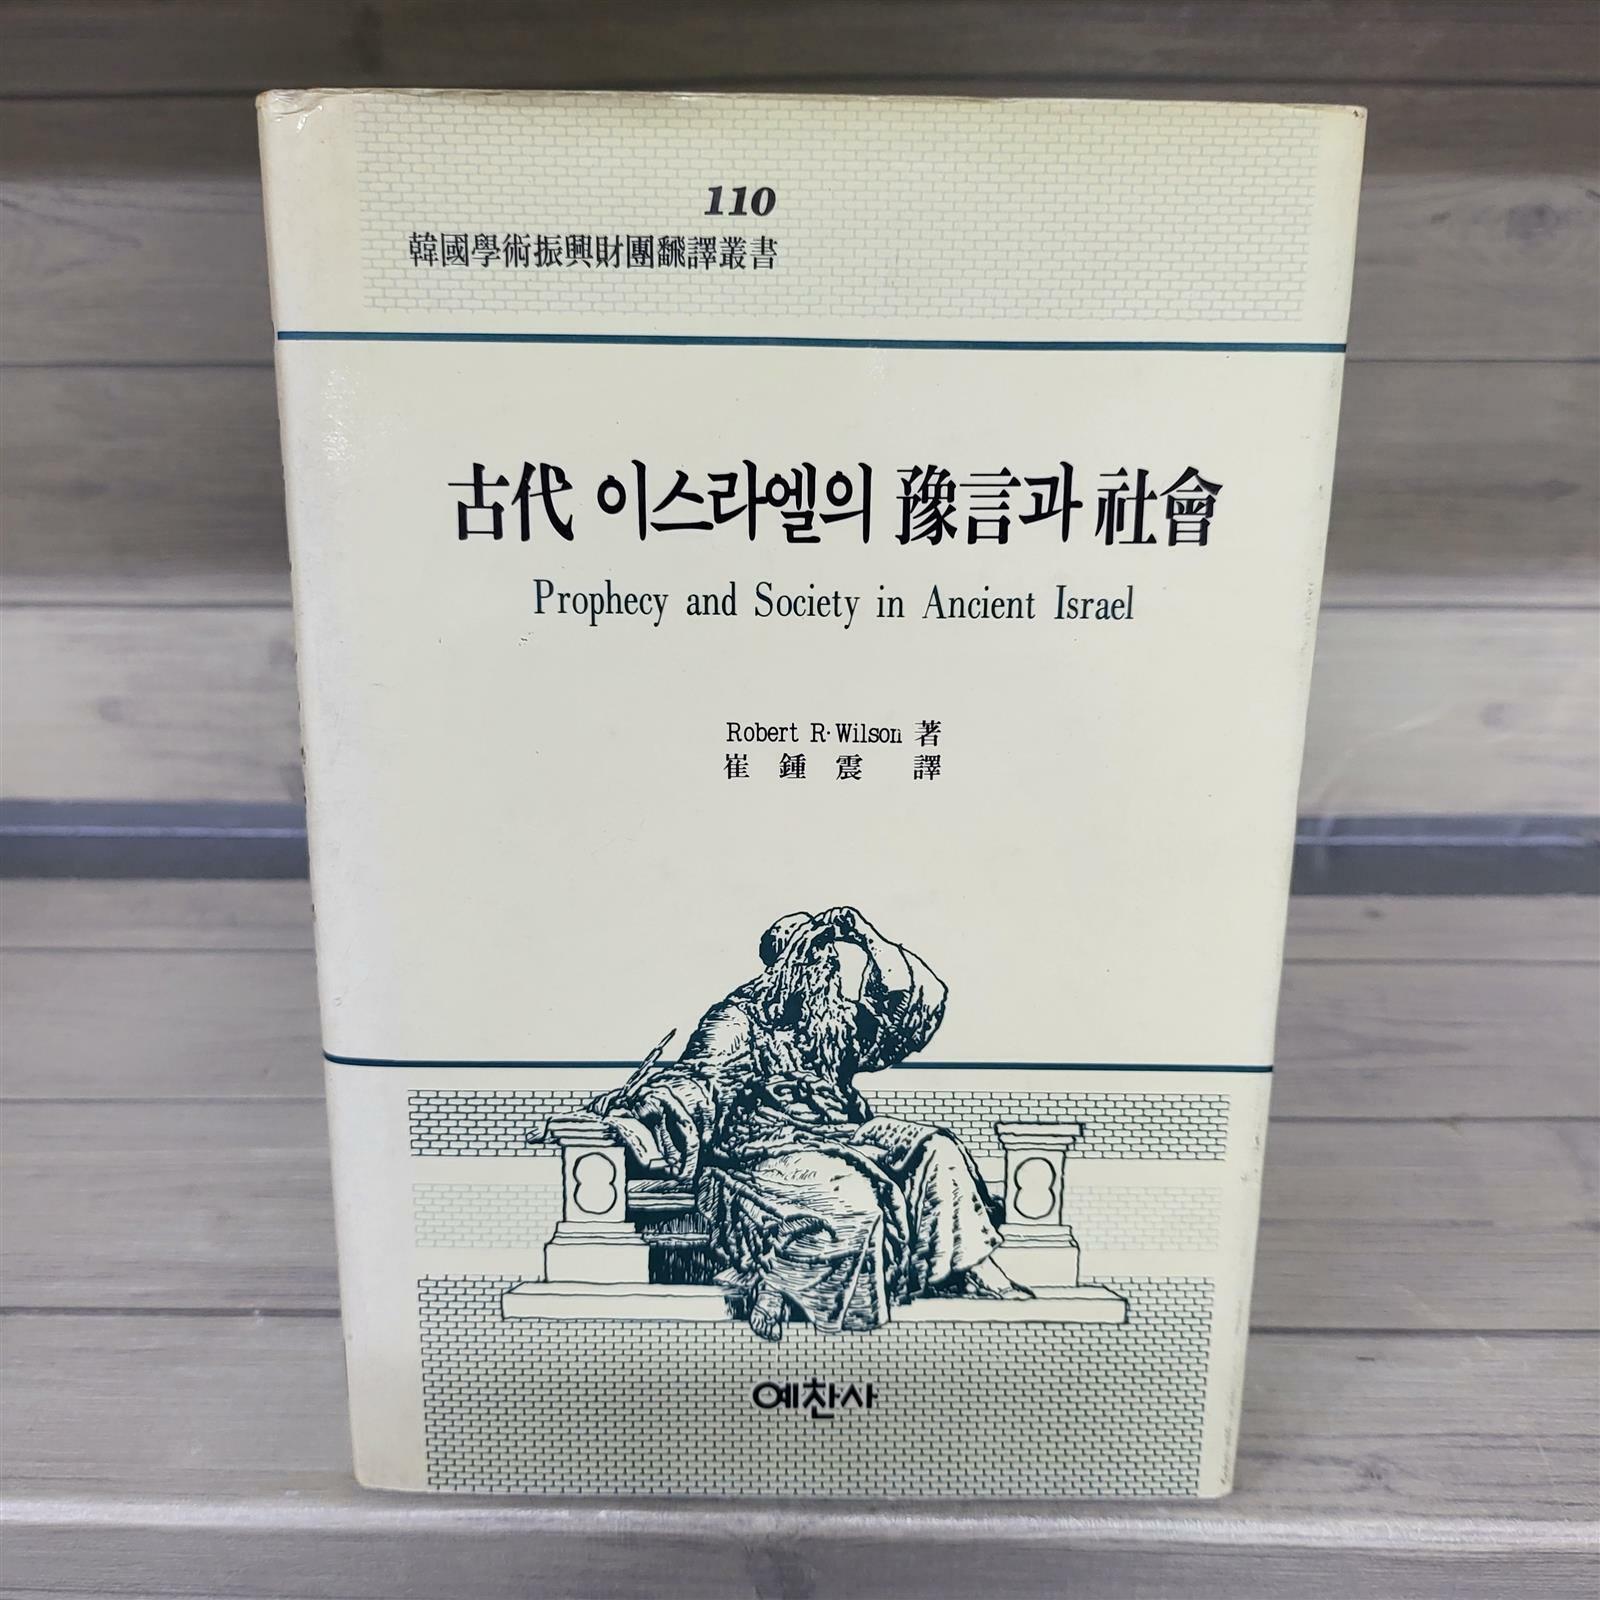 110
韓國學術振興財團飜譯叢書
古代 이스라엘의 豫言과 社會
Prophecy and Society in Ancient Israel
Robert R·Wilson 著
崔鍾震 譯
예찬사